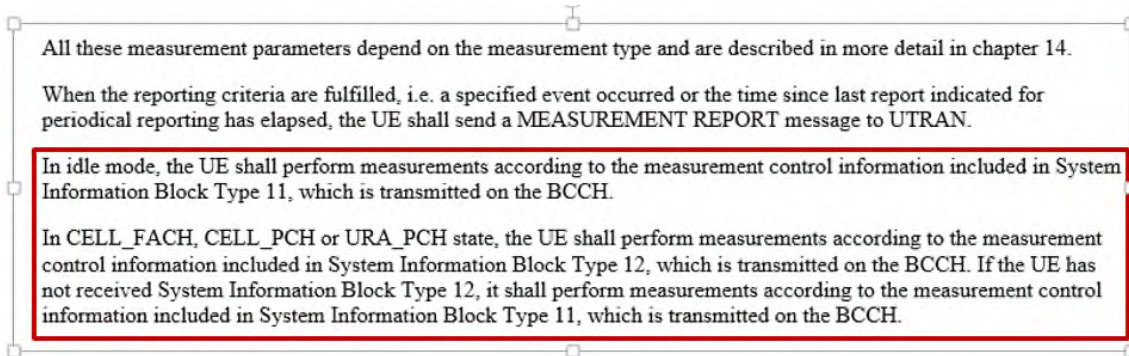 All these measurement parameters depend on the measurement type and are described in more detail in chapter 14.
When the reporting criteria are fulfilled, i.e. a specified event occurred or the time since last report indicated for
periodical reporting has elapsed, the UE shall send a MEASUREMENT REPORT message to UTRAN.
In idle mode, the UE shall perform measurements according to the measurement control information included in System
Information Block Type 11, which is transmitted on the BCCH.
In CELL_FACH, CELL_PCH or URA_PCH state, the UE shall perform measurements according to the measurement
control information included in System Information Block Type 12, which is transmitted on the BCCH. If the UE has
not received System Information Block Type 12, it shall perform measurements according to the measurement control
information included in System Information Block Type 11, which is transmitted on the BCCH.